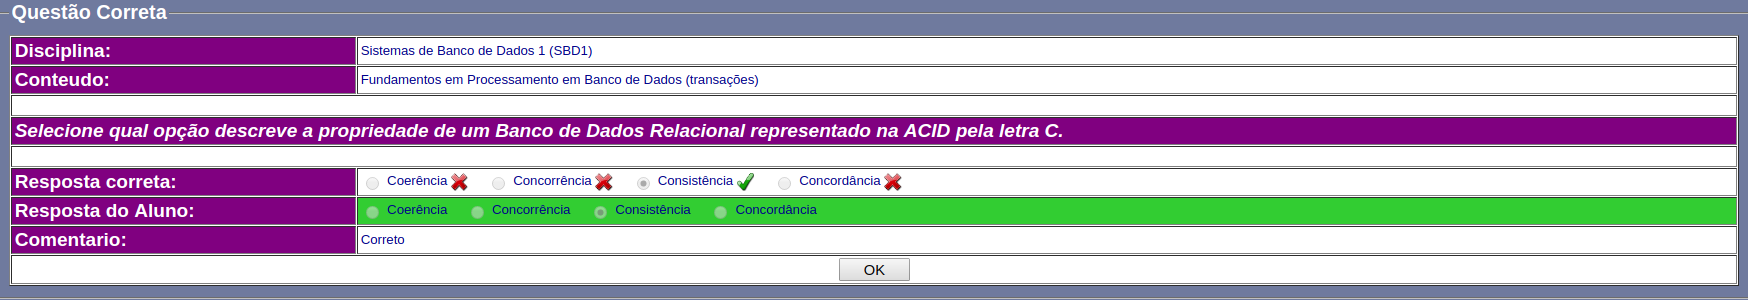 Questão Correta
Disciplina: Sistemas de Banco de Dados 1 (SBD1)
Conteudo: Fundamentos em Processamento em Banco de Dados (transações)
Selecione qual opção descreve a propriedade de um Banco de Dados Relacional representado na ACID pela letra C.
Resposta correta: Coerência Concorrência Consistência Concordância
Resposta do Aluno: Coerência Concorrência Consistência Concordância
Comentario: Correto
OK